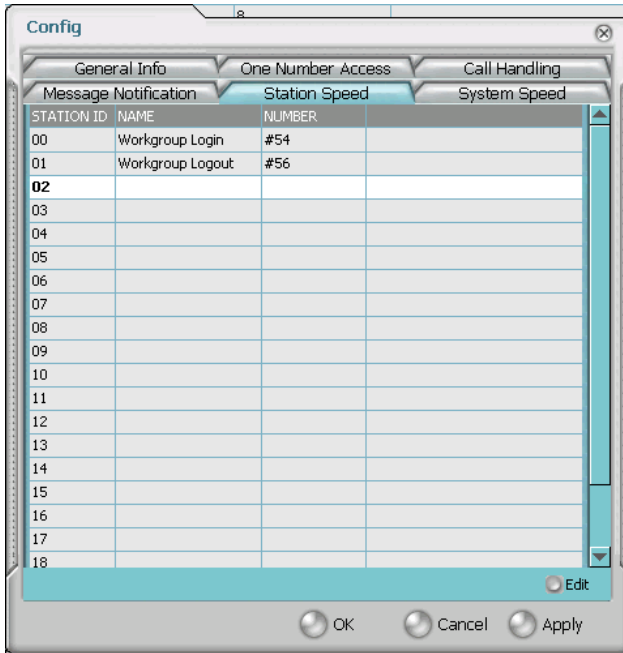 8
Config
General Info One Number Access Call Handling
Message Notification Station Speed System Speed
STATION ID NAME NUMBER
00 Workgroup Login #54
01 Workgroup Logout #56
02
03
04
05
06
07
08
09
10
11
12
13
14
15
16
17
18
Edit
OK Cancel Apply